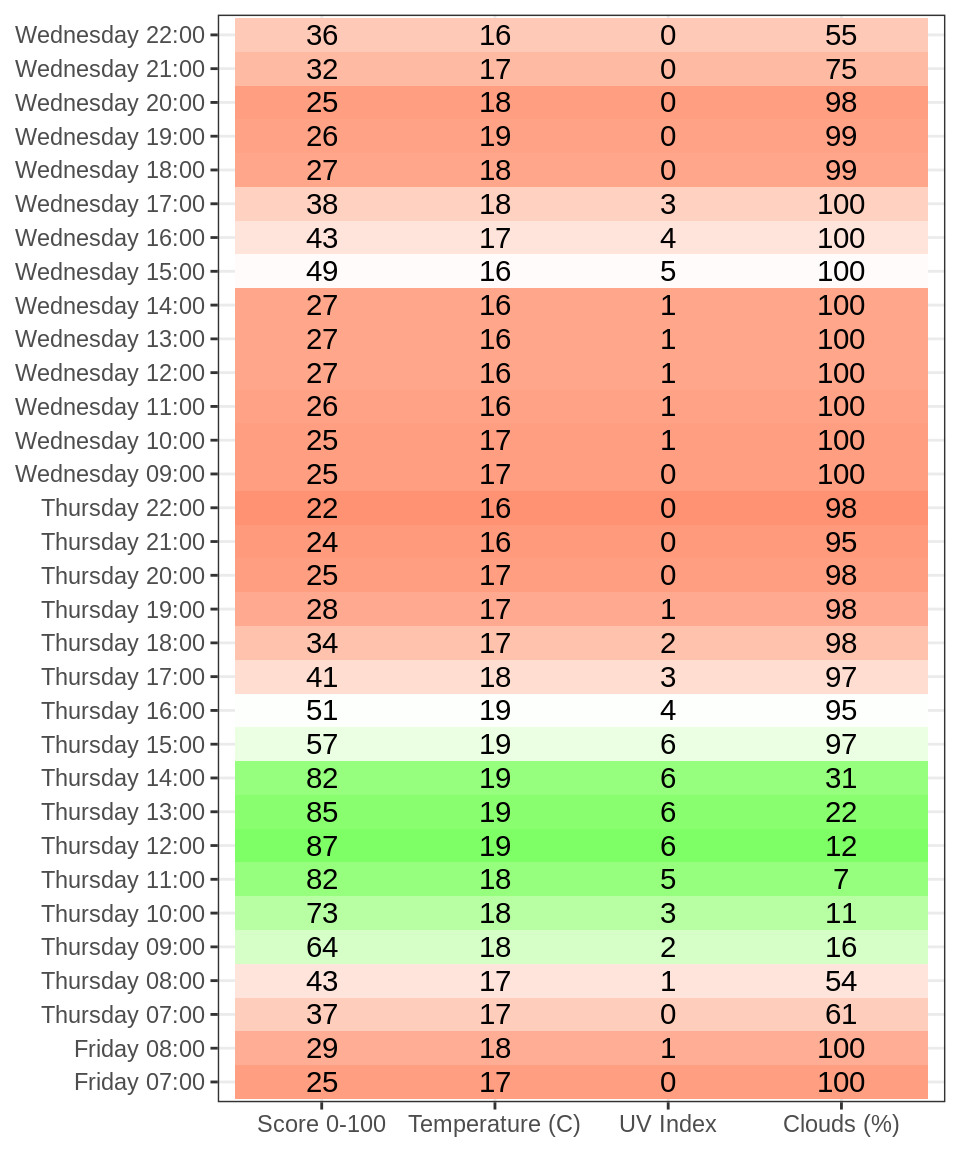 Wednesday 22:00 36 16 0 55
Wednesday 21:00 32 17 0 75
Wednesday 20:00 25 18 0 98
Wednesday 19:00 26 19 0 99
Wednesday 18:00 27 18 0 99
Wednesday 17:00 38 18 3 100
Wednesday 16:00 43 17 4 100
Wednesday 15:00 49 16 5 100
Wednesday 14:00 27 16 1 100
Wednesday 13:00 27 16 1 100
Wednesday 12:00 27 16 1 100
Wednesday 11:00 26 16 1 100
Wednesday 10:00 25 17 1 100
Wednesday 09:00 25 17 0 100
Thursday 22:00 22 16 0 98
Thursday 21:00 24 16 0 95
Thursday 20:00 25 17 0 98
Thursday 19:00 28 17 1 98
Thursday 18:00 34 17 2 98
Thursday 17:00 41 18 3 97
Thursday 16:00 51 19 4 95
Thursday 15:00 57 19 6 97
Thursday 14:00 82 19 6 31
Thursday 13:00 85 19 6 22
Thursday 12:00 87 19 6 12
Thursday 11:00 82 18 5 7
Thursday 10:00 73 18 3 11
Thursday 09:00 64 18 2 16
Thursday 08:00 43 17 1 54
Thursday 07:00 37 17 0 61
Friday 08:00 29 18 1 100
Friday 07:00 25 17 0 100
Score 0-100 Temperature (C) UV Index Clouds (%)